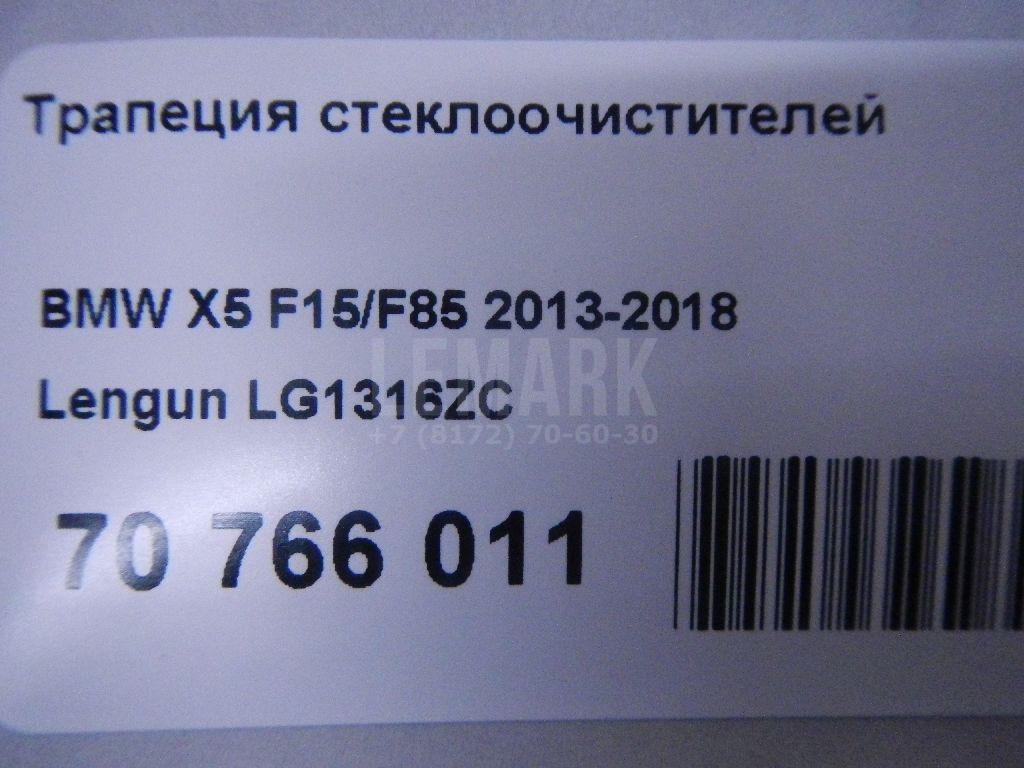 Трапеция стеклоочистителей
BMW X5 F15/F85 2013-2018
LEMARK
Lengun LG1316ZC
+7 (8172) 70-60-30
70 766 011